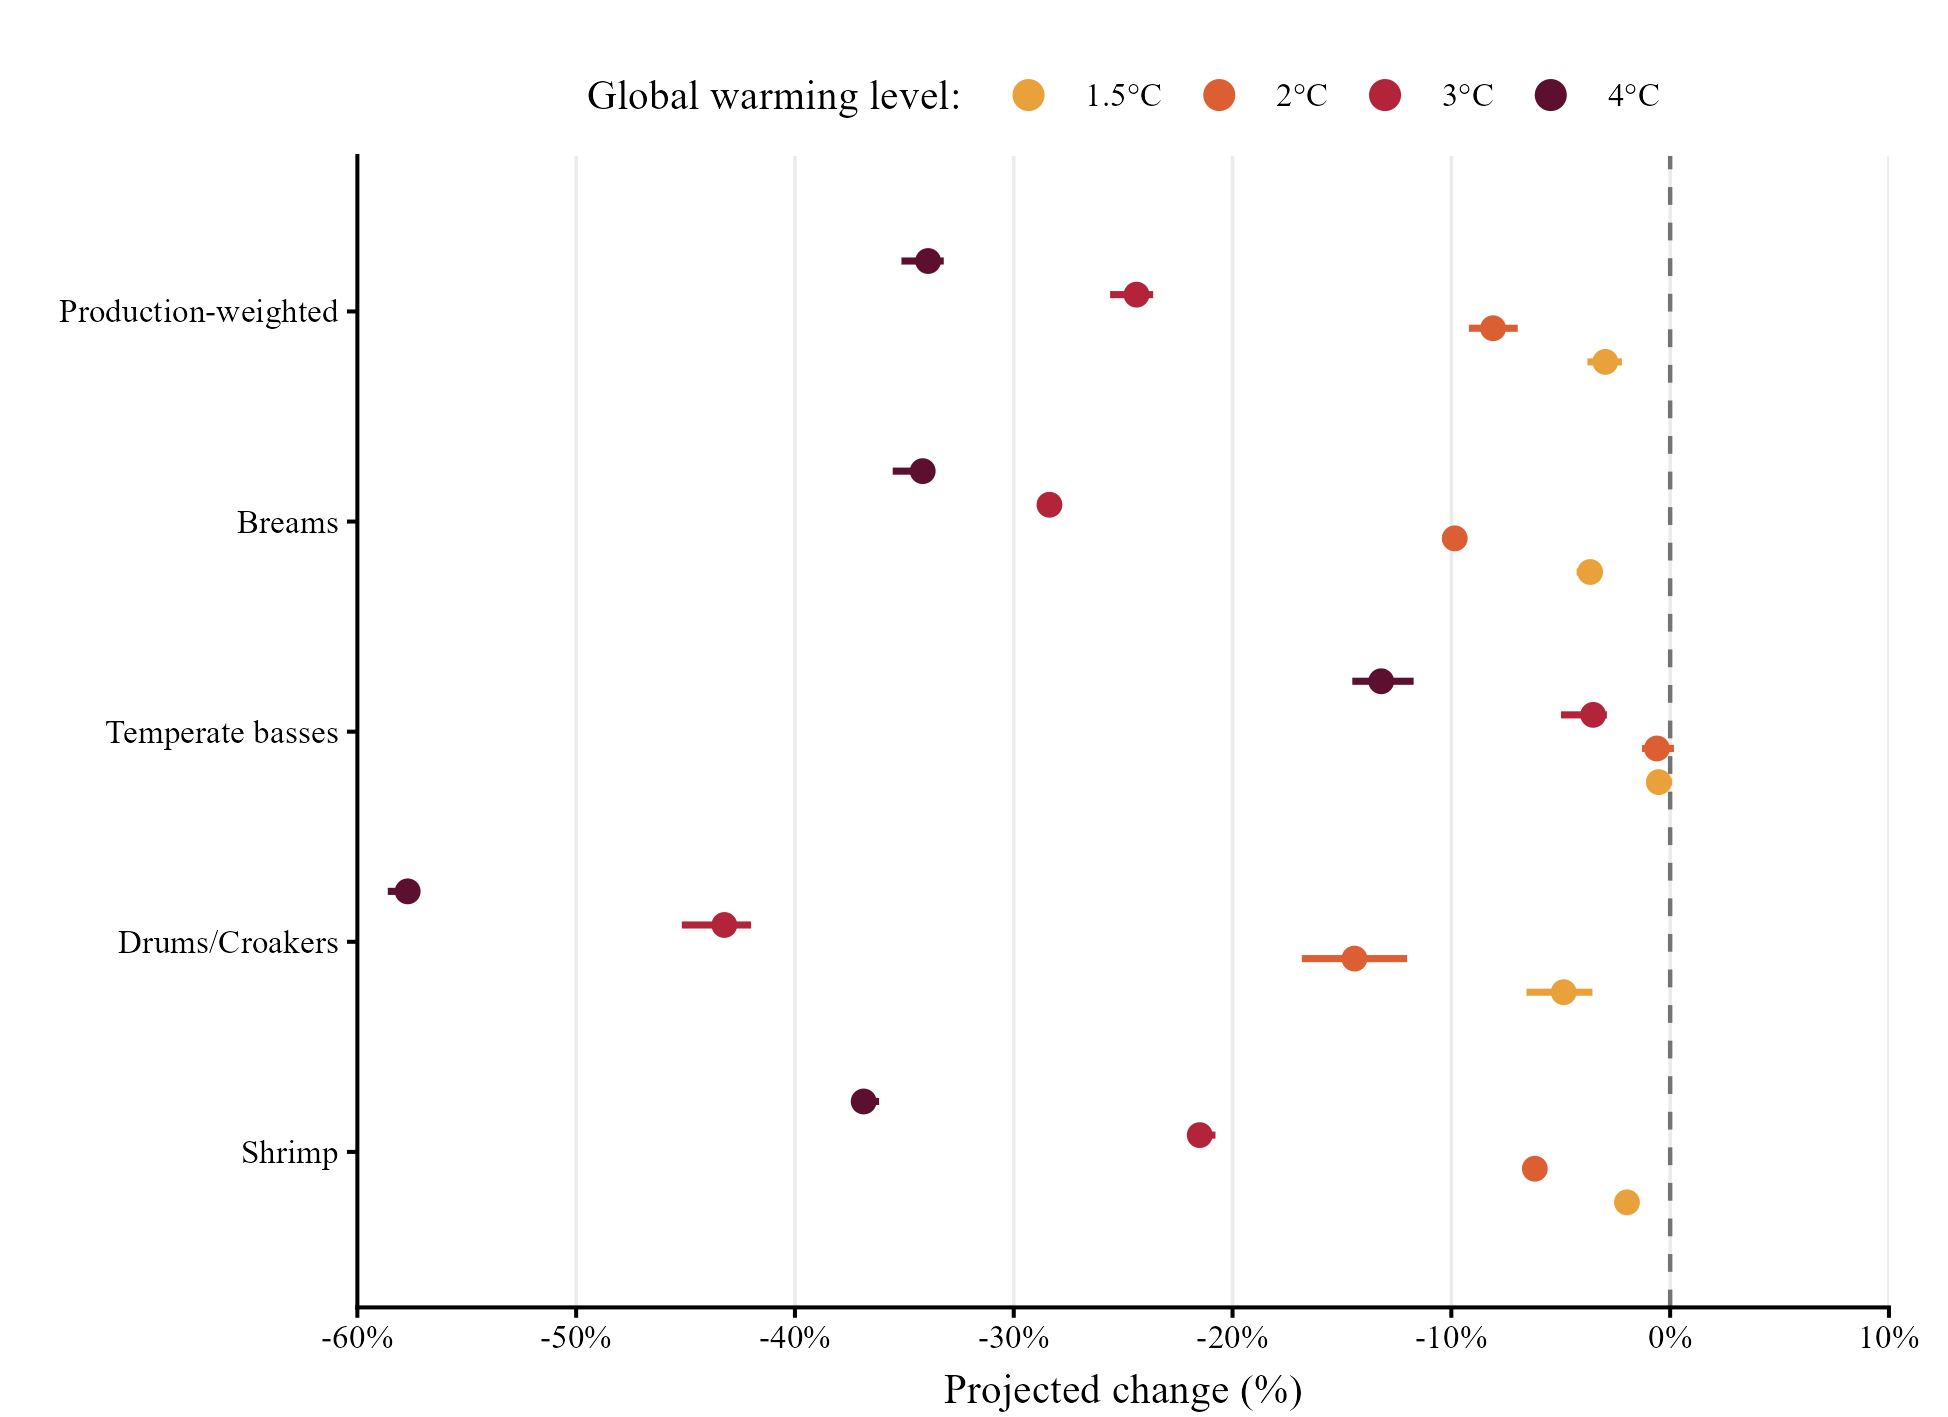 Global warming level: 1.5°C 2°C 3°C 4°C
Production-weighted
Breams
Temperate basses
Drums/Croakers
Shrimp
-60% -50% -40% -30% -20% -10% 0% 10%
Projected change (%)